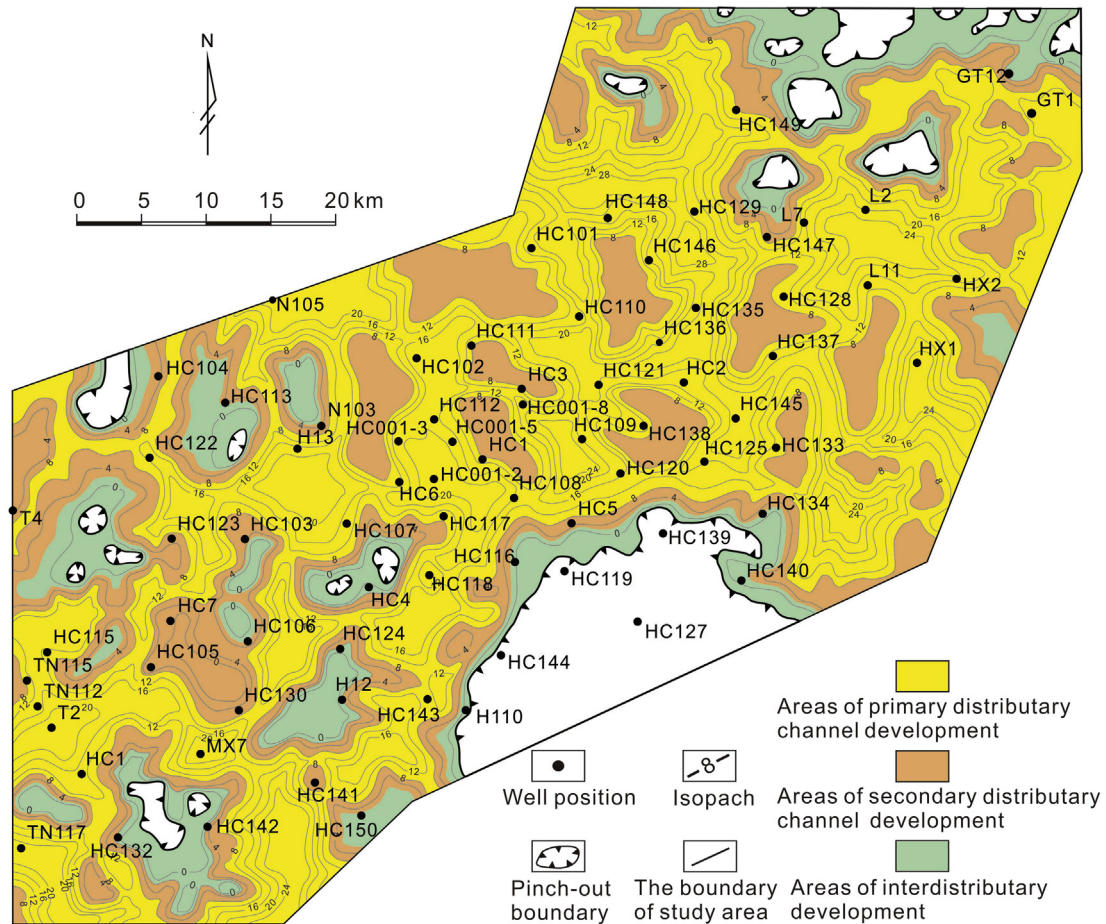 N
0 5 10 15 20 km
GT12
GT1
HC149
HC148
HC129
L2
L7
HC101
HC146
HC147
N105
L11
HX2
HC110
HC135
HC128
HC111
HC136
HC104
HC102
HC137
HX1
HC113
HC3
HC121
HC2
N103
HC112
HC001-8
HC145
HC122
H13
HC001-3
HC001-5
HC109
HC138
HC133
HC1
HC125
HC6
HC001-2
HC108
HC120
T4
HC123
HC103
HC107
HC117
HC5
HC134
HC139
HC116
HC119
HC118
HC140
HC4
HC7
HC106
HC127
HC115
HC124
HC105
HC144
TN115
TN112
HC130
H12
HC143
H110
T2
MX7
HC1
HC141
HC150
TN117
HC132
HC142
Areas of primary distributary
channel development
8
Well position
Isopach
Areas of secondary distributary
channel development
Pinch-out
boundary
The boundary
of study area
Areas of interdistributary
development